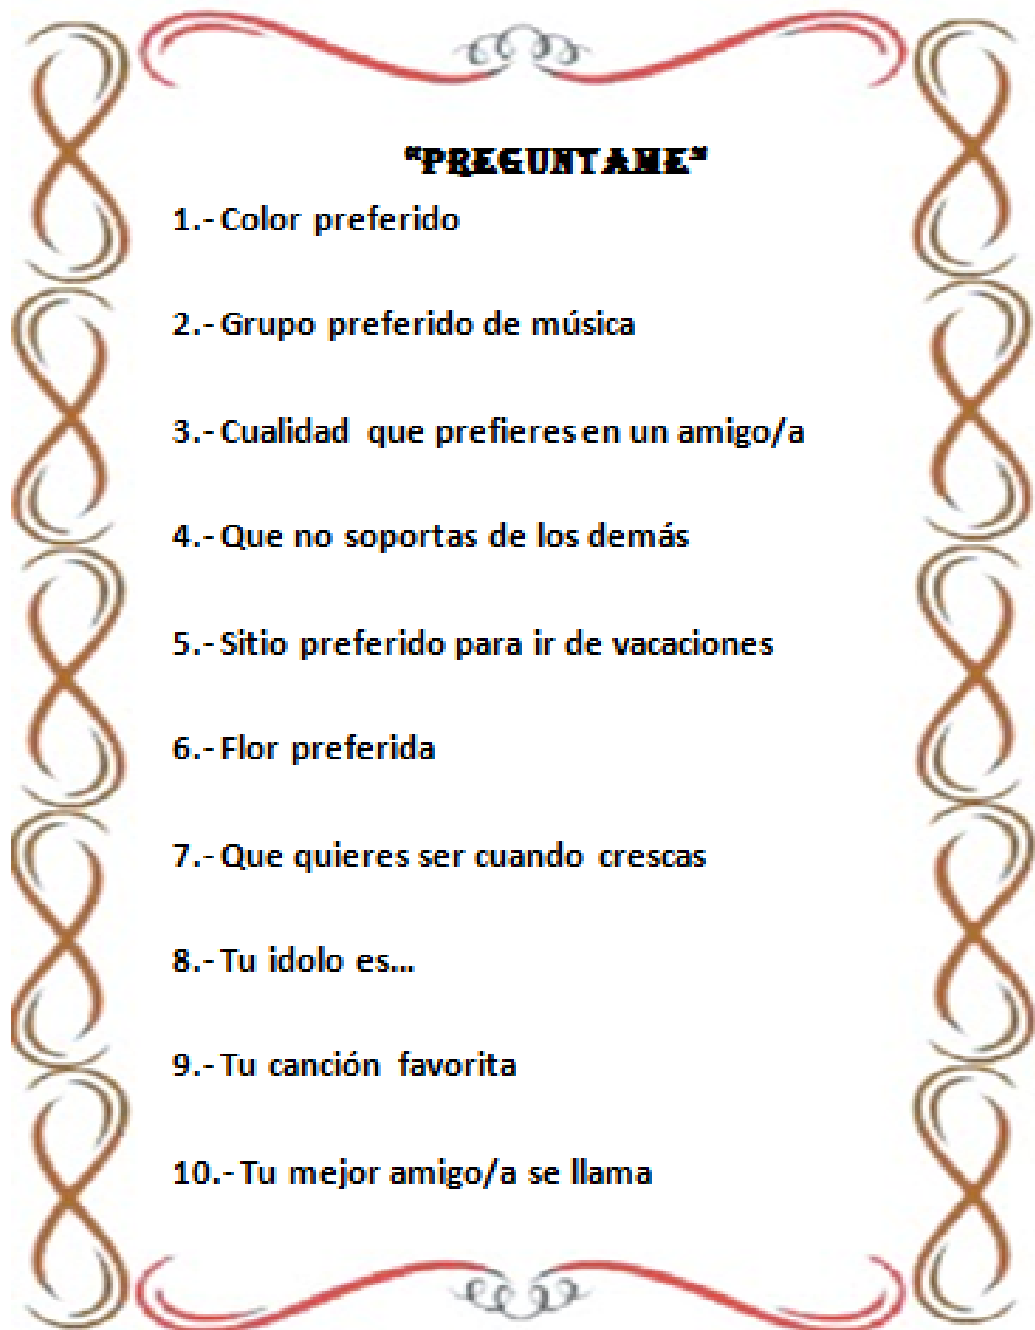 "PREGUNTAME"
1.- Color preferido
2.- Grupo preferido de música
3.- Cualidad que prefieres en un amigo/a
4.- Que no soportas de los demás
5.- Sitio preferido para ir de vacaciones
6.- Flor preferida
7.- Que quieres ser cuando crescas
8.- Tu idolo es...
9.- Tu canción favorita
10.- Tu mejor amigo/a se llama